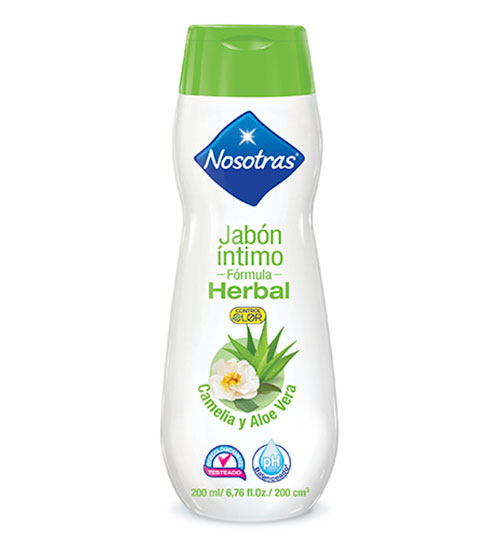 Nosotras®
Jabón
íntimo
Fórmula
Herbal
CONTROL
OLOR
Camelia y Aloe Vera
TESTEADO
pH
200 ml/ 6,76 fl.Oz./ 200 cm³